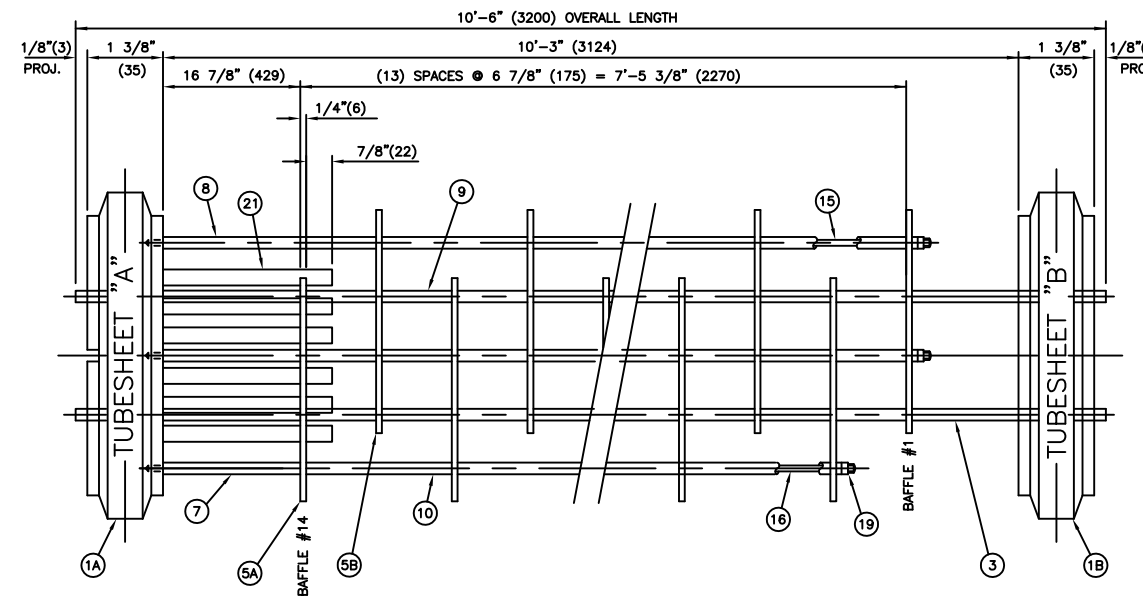 10'-6" (3200) OVERALL LENGTH
1/8"(3)
PROJ.
1 3/8"
(35)
10'-3" (3124)
1 3/8"
(35)
1/8"(
PRO
16 7/8" (429)
(13) SPACES @ 6 7/8" (175) = 7'-5 3/8" (2270)
1/4"(6)
7/8"(22)
8
21
9
15
TUBESHEET "A"
TUBESHEET "B"
7
10
16
19
BAFFLE #1
3
1A
5A
BAFFLE #14
5B
1B